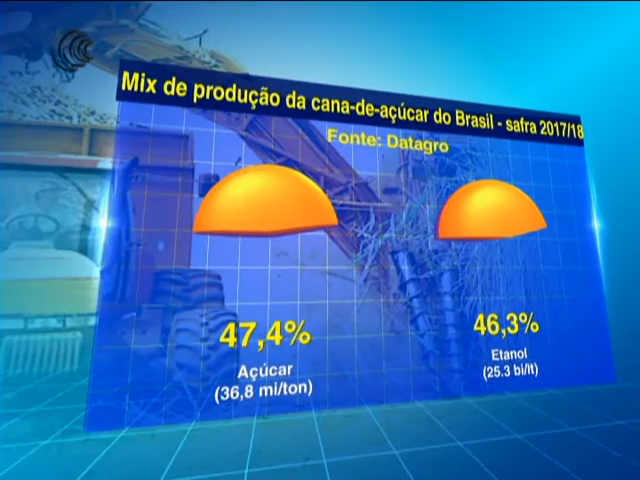 Mix de produção da cana-de-açúcar do Brasil - safra 2017/18
Fonte: Datagro
47,4%
Açúcar
(36,8 mi/ton)
46,3%
Etanol
(25.3 bi/lt)